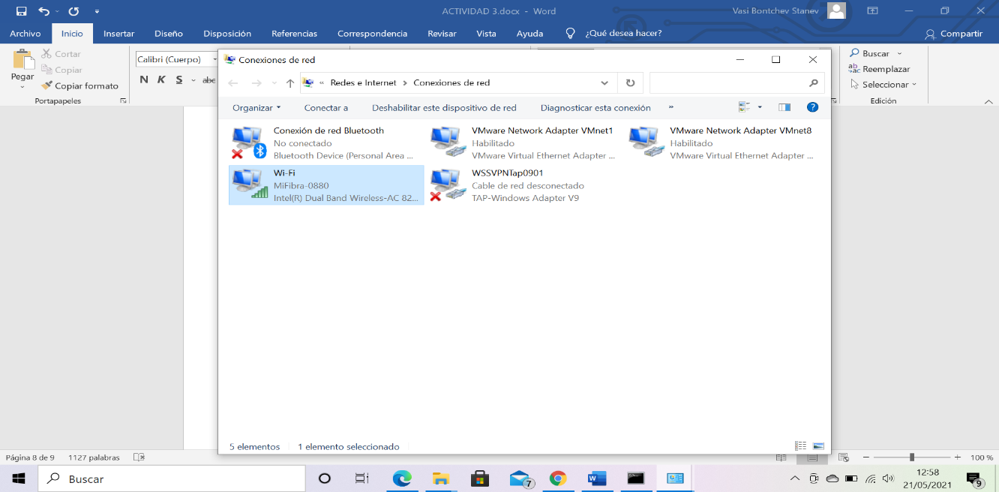 ACTIVIDAD 3.docx - Word
Vasi Bontchev Stanev
Archivo Inicio Insertar Diseño Disposición Referencias Correspondencia Revisar Vista Ayuda ¿Qué desea hacer? Compartir
Pegar
Cortar
Copiar
Copiar formato
Portapapeles
Calibri (Cuerpo)
N K S abc
Buscar
Reemplazar
Seleccionar
Edición
Conexiones de red
« Redes e Internet > Conexiones de red
Organizar Conectar a Deshabilitar este dispositivo de red Diagnosticar esta conexión »
Conexión de red Bluetooth
No conectado
Bluetooth Device (Personal Area ...
VMware Network Adapter VMnet1
Habilitado
VMware Virtual Ethernet Adapter ...
VMware Network Adapter VMnet8
Habilitado
VMware Virtual Ethernet Adapter ...
Wi-Fi
MiFibra-0880
Intel(R) Dual Band Wireless-AC 82...
WSSVPNTap0901
Cable de red desconectado
TAP-Windows Adapter V9
5 elementos 1 elemento seleccionado
Página 8 de 9 1127 palabras 100 %
Buscar
7
12:58
21/05/2021
9